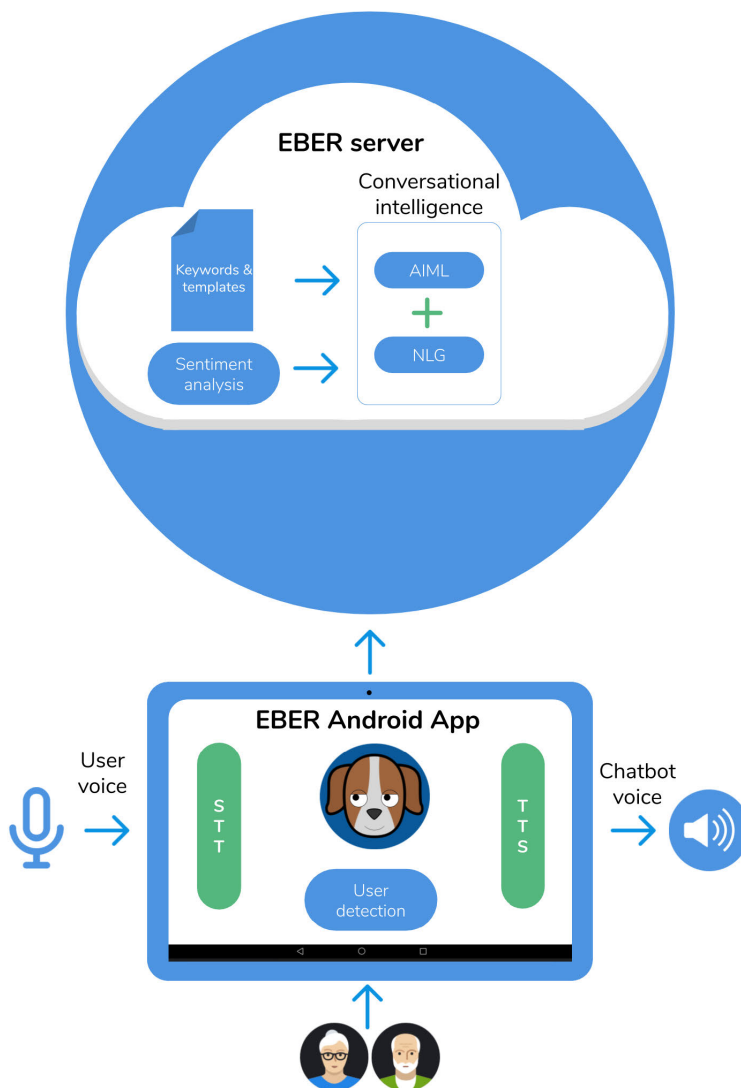 EBER server
Conversational
intelligence
Keywords &
templates
AIML
Sentiment
analysis
NLG
EBER Android App
User
voice
S
T
T
T
T
S
Chatbot
voice
User
detection